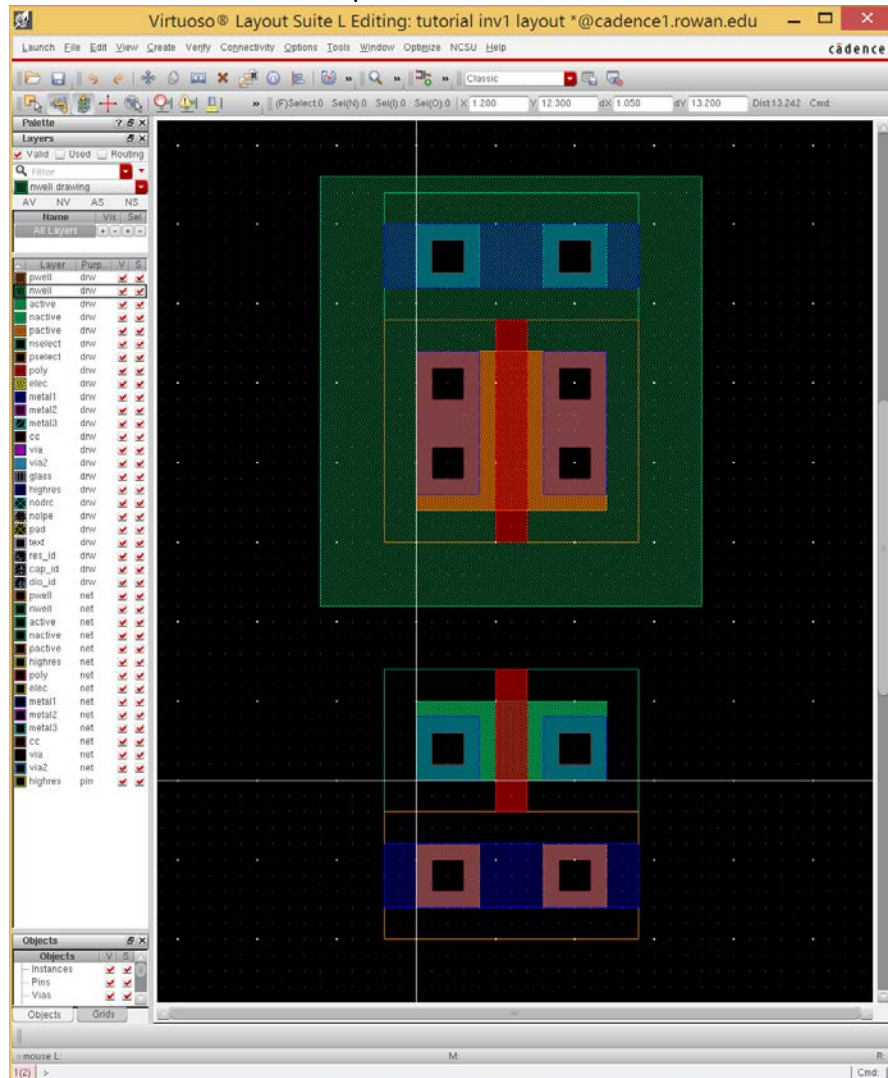 Virtuoso® Layout Suite L Editing: tutorial inv1 layout *@cadence1.rowan.edu
Launch File Edit View Create Verify Connectivity Options Tools Window Optimize NCSU Help
cādence
Classic
(F)Select:0 Sel(N):0 Sel(I):0 Sel(O):0 X 1.200 Y 12.300 dX 1.050 dY 13.200 Dist:13.242 Cmd:
Palette
Layers
Valid Used Routing
Filter
nwell drawing
AV NV AS NS
Name Vis Sel
All Layers
Layer Purp... V S
pwell drw
nwell drw
active drw
nactive drw
pactive drw
nselect drw
pselect drw
poly drw
elec drw
metal1 drw
metal2 drw
metal3 drw
cc drw
via drw
via2 drw
glass drw
highres drw
nodrc drw
nolpe drw
pad drw
text drw
res_id drw
cap_id drw
dio_id drw
pwell net
nwell net
active net
nactive net
pactive net
highres net
poly net
elec net
metal1 net
metal2 net
metal3 net
cc net
via net
via2 net
highres pin
Objects
Objects V S
Instances
Pins
Vias
Objects Grids
mouse L: M: R:
1(2) > Cmd: